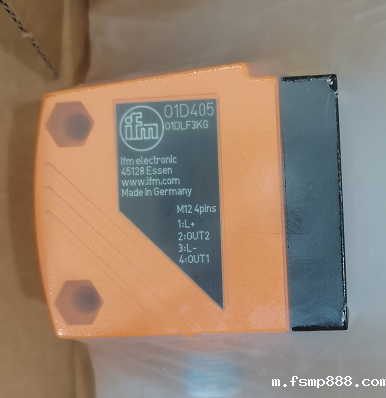 ifm
O1D405
O1DLF3KG
ifm electronic
45128 Essen
www.ifm.com
Made in Germany
M12 4pins
1:L+
2:OUT2
3:L-
4:OUT1
m.fsmp888.com